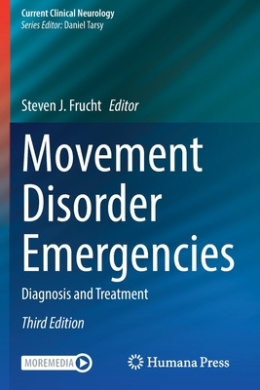 Current Clinical Neurology
Series Editor: Daniel Tarsy
Steven J. Frucht Editor
Movement
Disorder
Emergencies
Diagnosis and Treatment
Third Edition
MOREMEDIA
Humana Press